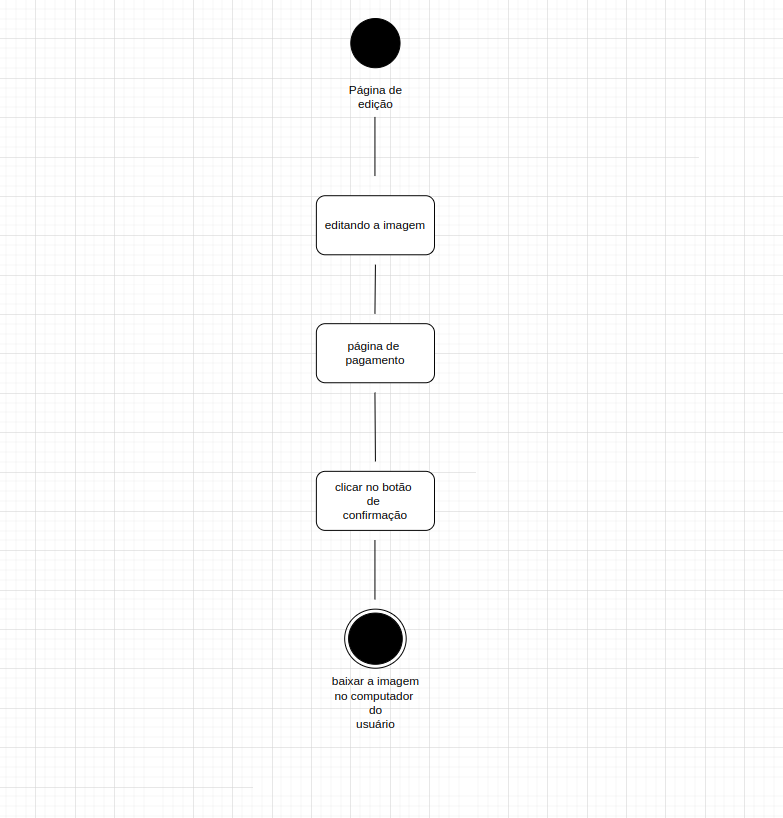 Página de
edição
editando a imagem
página de
pagamento
clicar no botão
de
confirmação
baixar a imagem
no computador
do
usuário